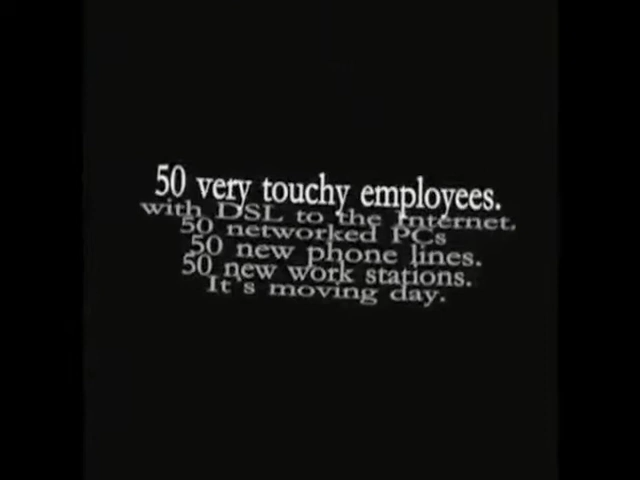 50 very touchy employees.
with DSL to the Internet.
50 networked PCs
50 new phone lines.
50 new work stations.
It's moving day.